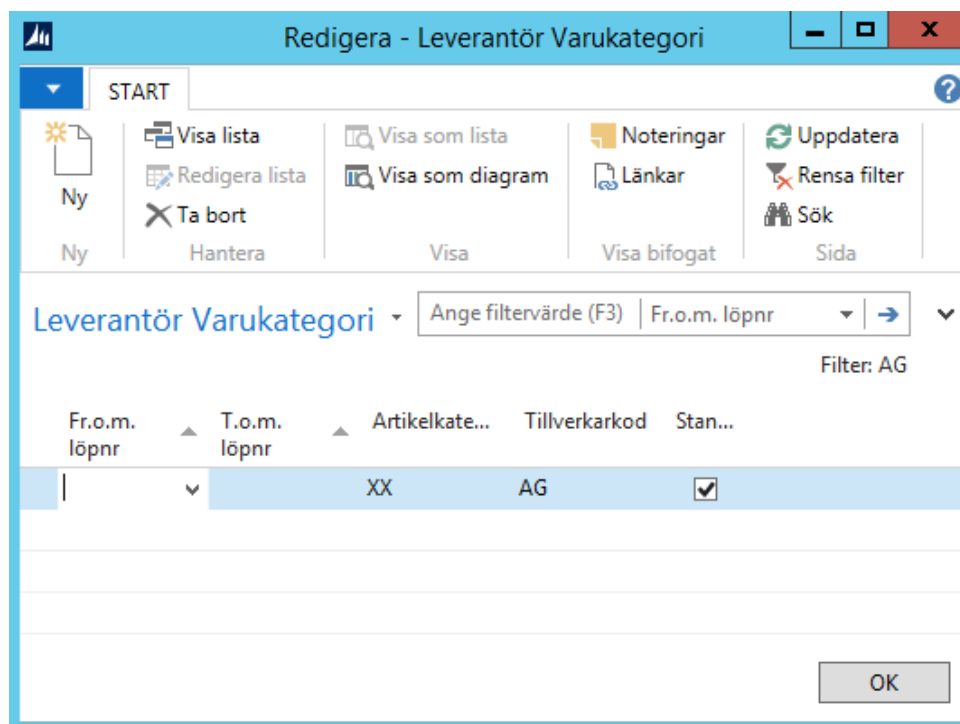 Redigera - Leverantör Varukategori
START
Ny
Visa lista
Redigera lista
Ta bort
Visa som lista
Visa som diagram
Noteringar
Länkar
Uppdatera
Rensa filter
Sök
Ny
Hantera
Visa
Visa bifogat
Sida
Leverantör Varukategori
Ange filtervärde (F3)
Fr.o.m. löpnr
Filter: AG
Fr.o.m. löpnr
T.o.m. löpnr
Artikelkate...
Tillverkarkod
Stan...
XX
AG
OK